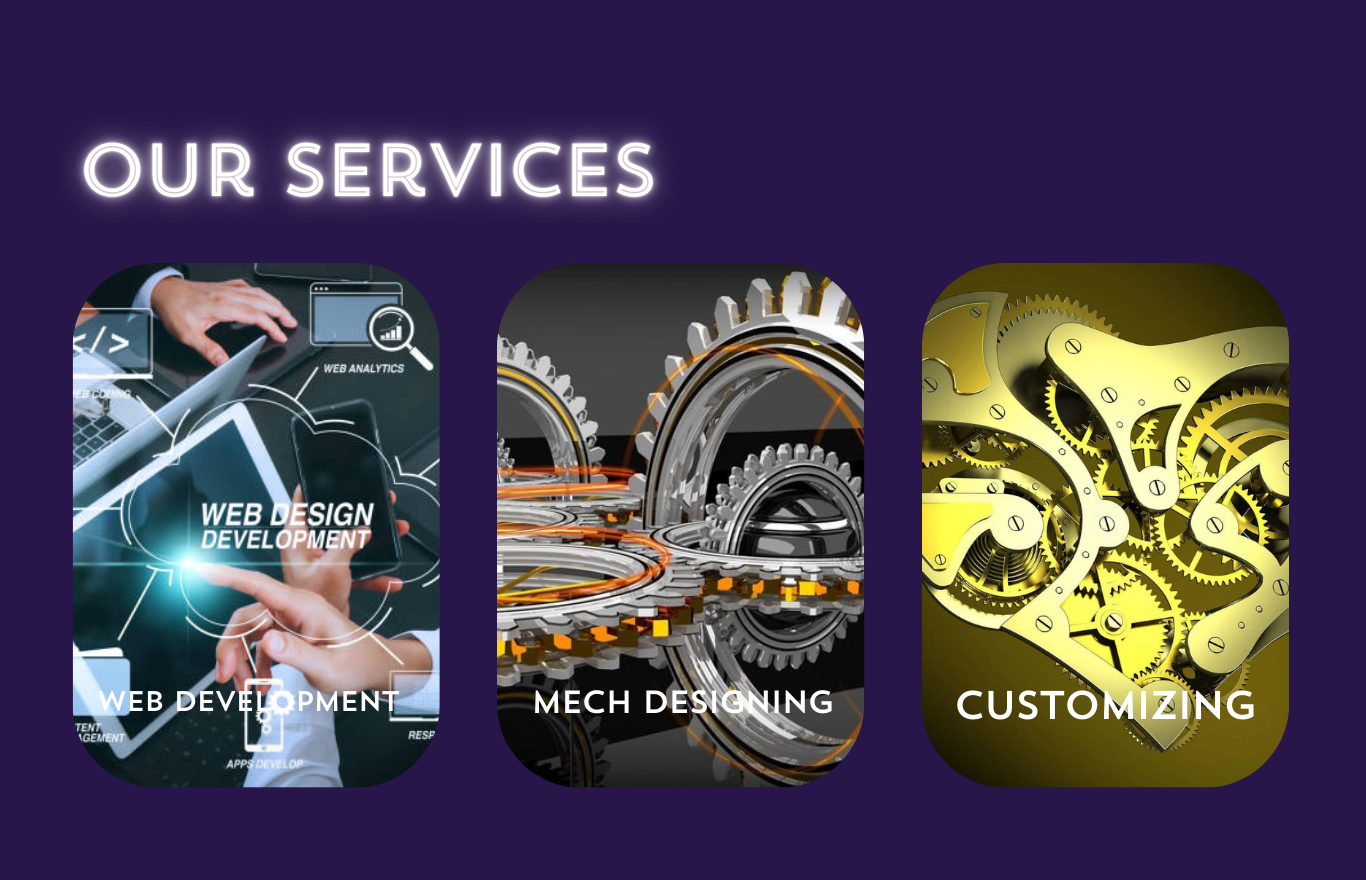 OUR SERVICES
</>
WEB ANALYTICS
WEB DESIGN
DEVELOPMENT
WEB DEVELOPMENT
APPS DEVELOP
MECH DESIGNING
CUSTOMIZING